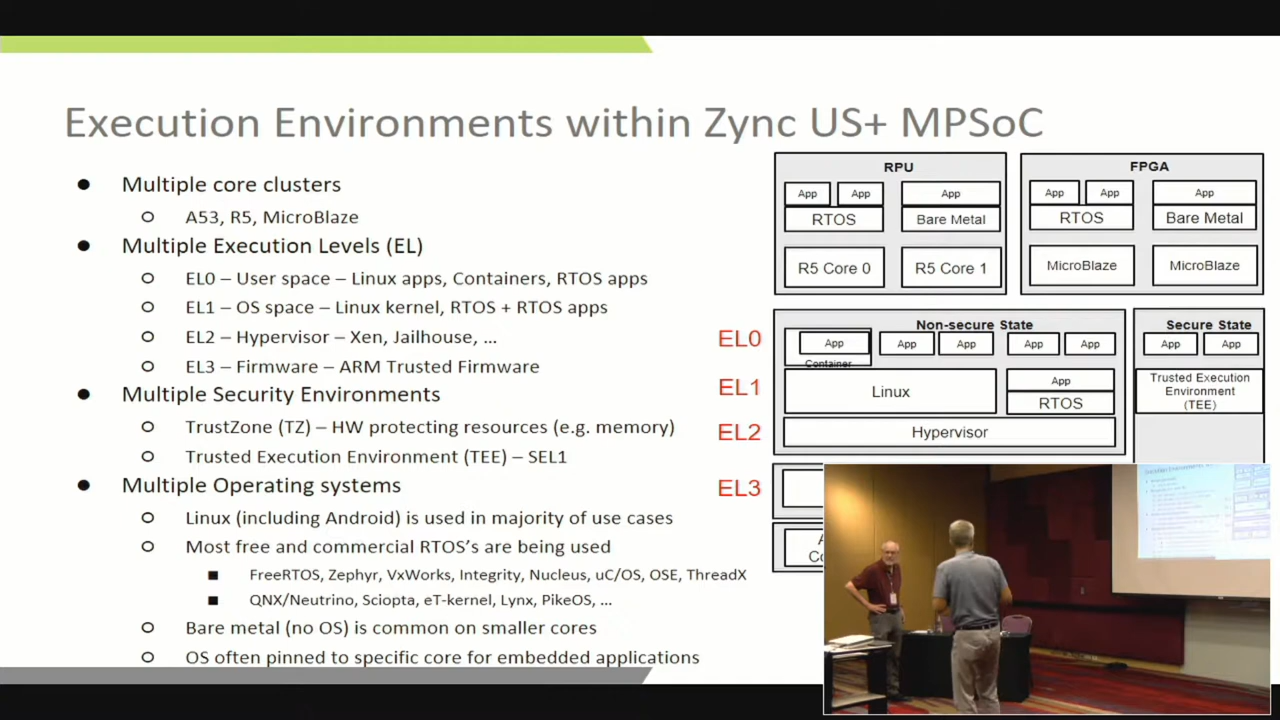 Execution Environments within Zync US+ MPSoC
● Multiple core clusters
○ A53, R5, MicroBlaze
● Multiple Execution Levels (EL)
○ EL0 – User space – Linux apps, Containers, RTOS apps
○ EL1 – OS space – Linux kernel, RTOS + RTOS apps
○ EL2 – Hypervisor – Xen, Jailhouse, ...
○ EL3 – Firmware – ARM Trusted Firmware
● Multiple Security Environments
○ TrustZone (TZ) – HW protecting resources (e.g. memory)
○ Trusted Execution Environment (TEE) – SEL1
● Multiple Operating systems
○ Linux (including Android) is used in majority of use cases
○ Most free and commercial RTOS's are being used
■ FreeRTOS, Zephyr, VxWorks, Integrity, Nucleus, uC/OS, OSE, ThreadX
■ QNX/Neutrino, Sciopta, eT-kernel, Lynx, PikeOS, ...
○ Bare metal (no OS) is common on smaller cores
○ OS often pinned to specific core for embedded applications
RPU
App App App
RTOS Bare Metal
R5 Core 0 R5 Core 1
FPGA
App App App
RTOS Bare Metal
MicroBlaze MicroBlaze
Non-secure State
EL0 App App App App App
Container
EL1 Linux App
RTOS
EL2 Hypervisor
EL3
Secure State
App App
Trusted Execution
Environment
(TEE)